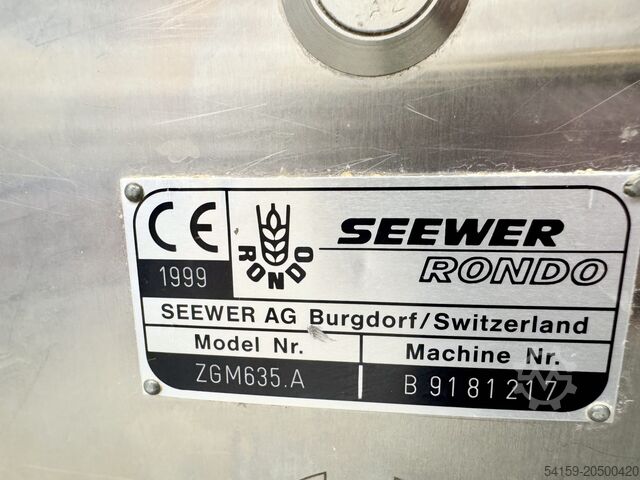 CE
1999
RONDO
SEEWER
RONDO
SEEWER AG Burgdorf/Switzerland
Model Nr.
Machine Nr.
ZGM635.A
B 9181217
54159-20500420